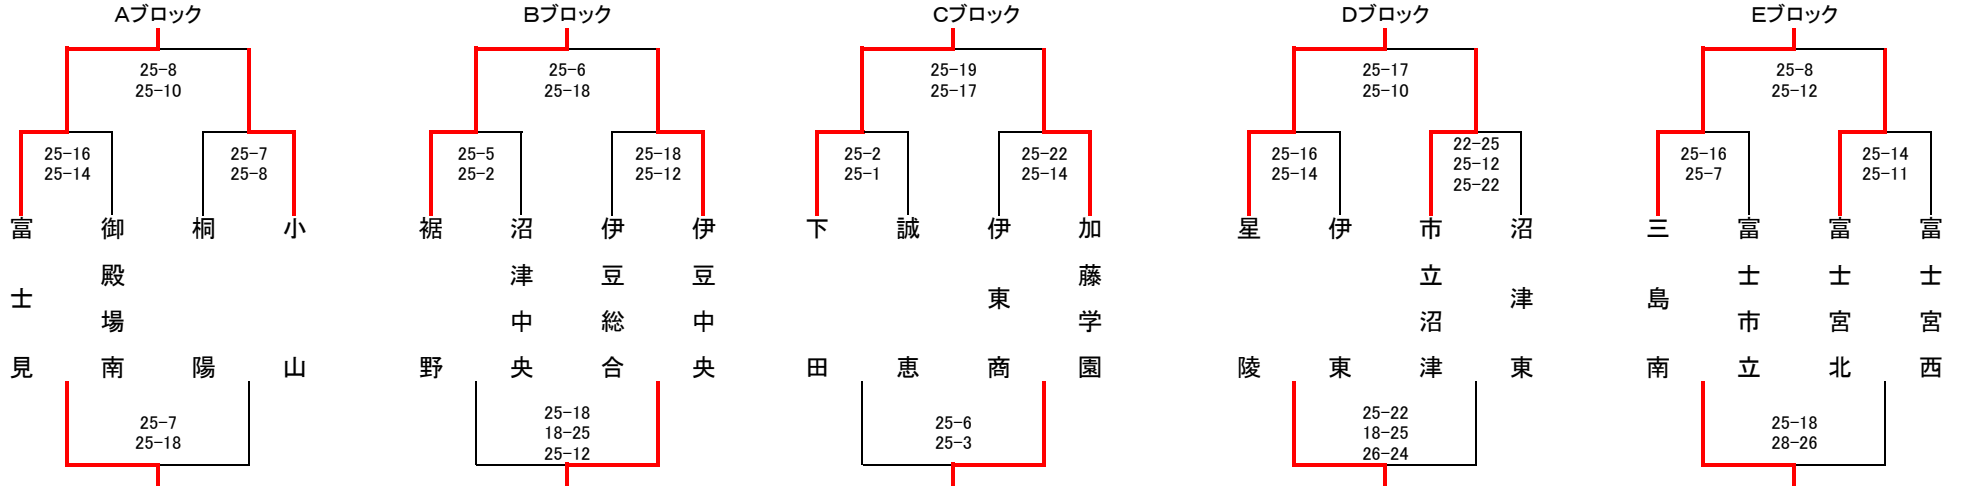 Aブロック
Bブロック
Cブロック
Dブロック
Eブロック
25-8
25-10
25-6
25-18
25-19
25-17
25-17
25-10
25-8
25-12
25-16
25-14
25-7
25-8
25-5
25-2
25-18
25-12
25-2
25-1
25-22
25-14
25-16
25-14
22-25
25-12
25-22
25-16
25-7
25-14
25-11
富士見
御殿場南
桐陽
小山
裾野
沼津中央
伊豆総合
伊豆中央
下田
誠恵
伊東商
加藤学園
星陵
伊東
市立沼津
沼津東
三島南
富士市立
富士宮北
富士宮西
25-7
25-18
25-18
18-25
25-12
25-6
25-3
25-22
18-25
26-24
25-18
28-26